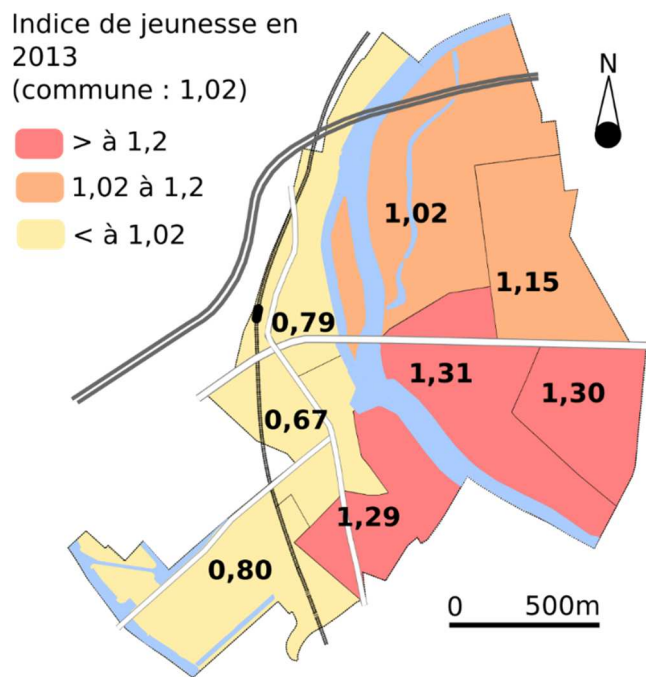 Indice de jeunesse en
2013
(commune : 1,02)
> à 1,2
1,02 à 1,2
< à 1,02
N
1,02
1,15
0,79
1,31
1,30
0,67
1,29
0,80
0 500m